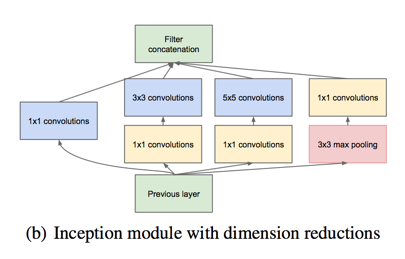 Filter
concatenation
3x3 convolutions
5x5 convolutions
1x1 convolutions
1x1 convolutions
1x1 convolutions
1x1 convolutions
3x3 max pooling
Previous layer
(b) Inception module with dimension reductions